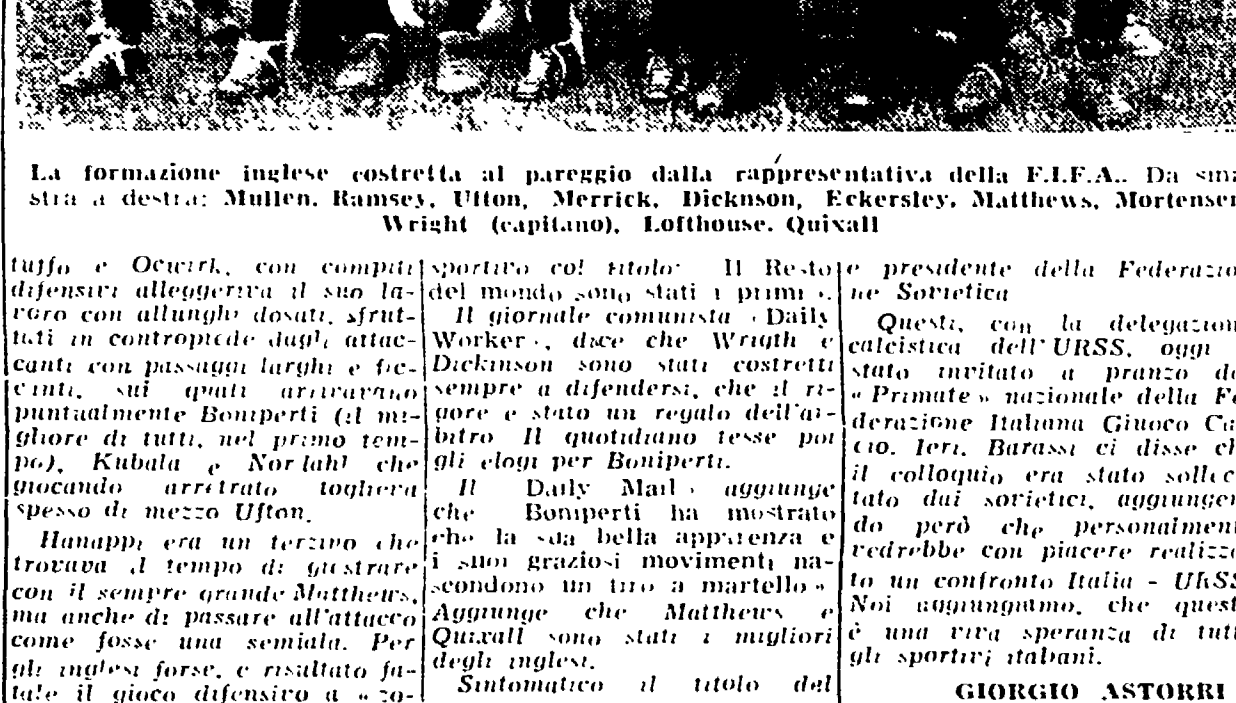 La formazione inglese costretta al pareggio dalla rappresentativa della F.I.F.A.. Da sini
stra a destra: Mullen, Ramsey, Ufton, Merrick, Dicknson, Eckersley, Matthews, Mortensen
Wright (capitano), Lofthouse, Quixall
tuffo e Ocwirk, con compiti
difensivi alleggeriva il suo la-
voro con allunghi dosati, sfrut-
tati in contropiede dagli attac-
canti con passaggi larghi e fic-
canti, sui quali arrivavano
puntualmente Boniperti (il mi-
gliore di tutti, nel primo tem-
po), Kubala e Nordahl che
giocando arretrato toglieva
spesso di mezzo Ufton.
Hanappi era un terzino che
trovava il tempo di giostrare
con il sempre grande Matthews,
ma anche di passare all'attacco
come fosse una semiala. Per
gli inglesi forse, è risultato fa-
tale il gioco difensivo a « zo-
sportivo col titolo: Il Resto
del mondo sono stati i primi ».
Il giornale comunista « Daily
Worker », dice che Wrigth e
Dickinson sono stati costretti
sempre a difendersi, che il ri-
gore è stato un regalo dell'ar-
bitro Il quotidiano tesse poi
gli elogi per Boniperti.
Il Daily Mail » aggiunge
che Boniperti ha mostrato
che la sua bella apparenza e
i suoi graziosi movimenti na-
scondono un tiro a martello »
Aggiunge che Matthews e
Quixall sono stati i migliori
degli inglesi.
Sintomatico il titolo del
e presidente della Federazio
ne Sovietica
Questi, con la delegazion
calcistica dell'URSS, oggi
stato invitato a pranzo da
« Primate » nazionale della Fe
derazione Italiana Giuoco Cal
cio. Ieri, Barassi ci disse ch
il colloquio era stato solleci
tato dai sovietici, aggiungen
do però che personalment
vedrebbe con piacere realizza
to un confronto Italia - URSS
Noi aggiungiamo, che quest
è una viva speranza di tutt
gli sportivi italiani.
GIORGIO ASTORRI